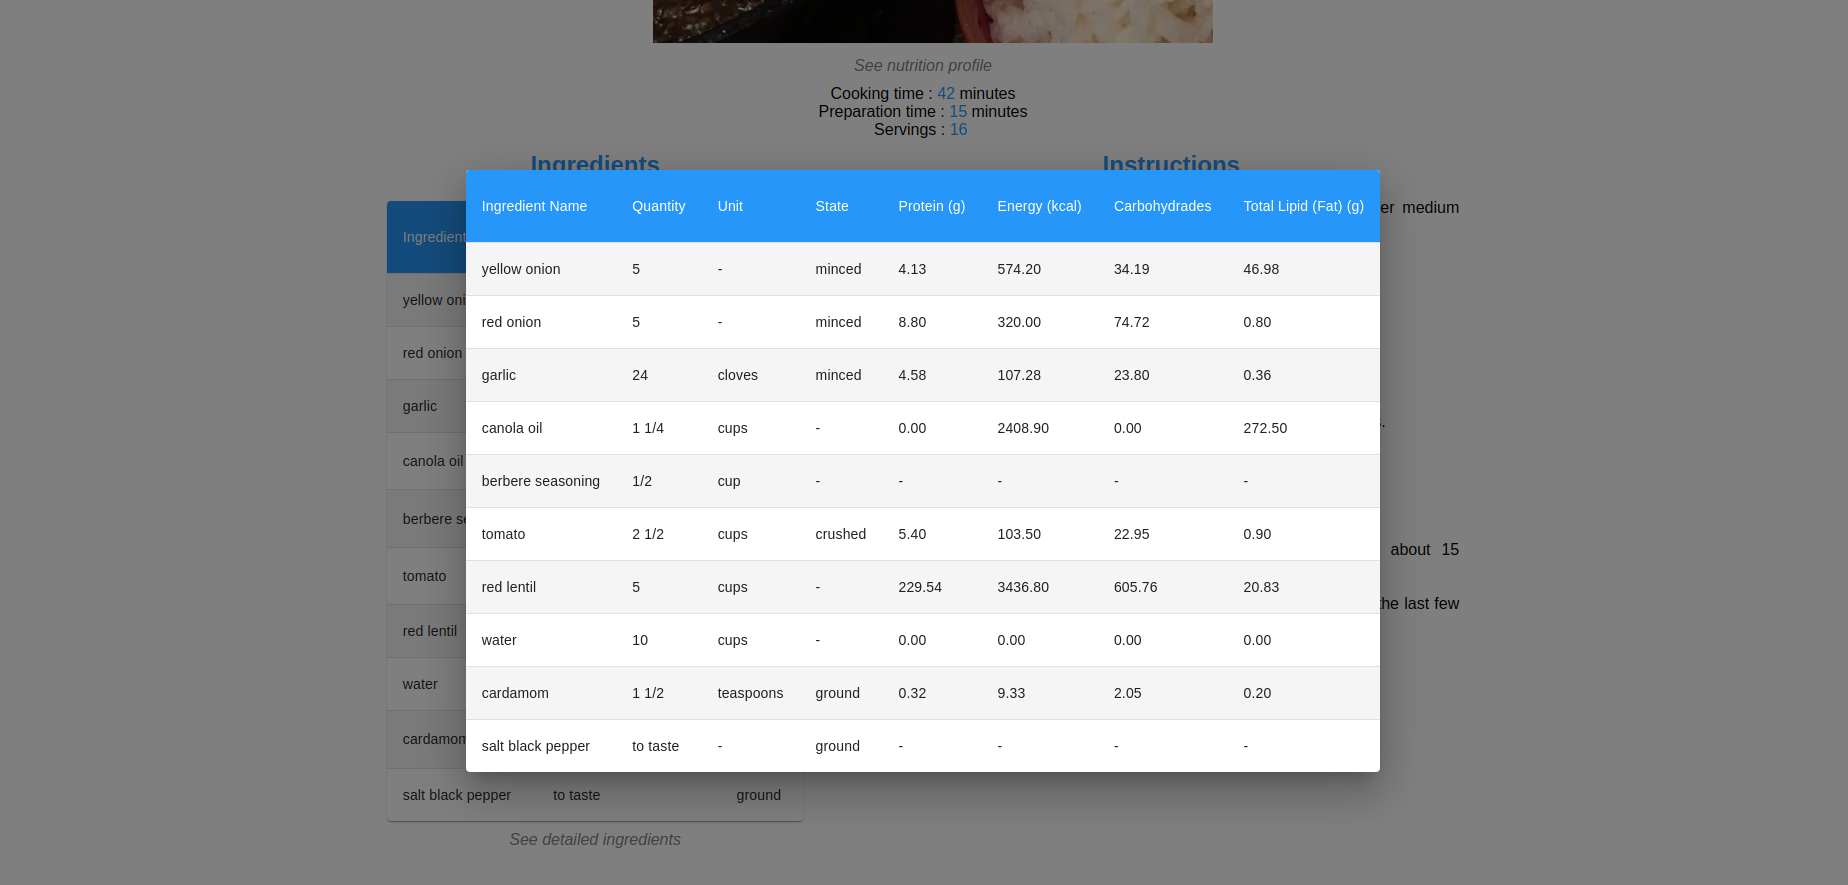 See nutrition profile
Cooking time : 42 minutes
Preparation time : 15 minutes
Servings : 16
Ingredients
Instructions
Ingredient Name Quantity Unit State Protein (g) Energy (kcal) Carbohydrades Total Lipid (Fat) (g)
yellow onion 5 - minced 4.13 574.20 34.19 46.98
red onion 5 - minced 8.80 320.00 74.72 0.80
garlic 24 cloves minced 4.58 107.28 23.80 0.36
canola oil 1 1/4 cups - 0.00 2408.90 0.00 272.50
berbere seasoning 1/2 cup - - - - -
tomato 2 1/2 cups crushed 5.40 103.50 22.95 0.90
red lentil 5 cups - 229.54 3436.80 605.76 20.83
water 10 cups - 0.00 0.00 0.00 0.00
cardamom 1 1/2 teaspoons ground 0.32 9.33 2.05 0.20
salt black pepper to taste - ground - - - -
Ingredient
yellow oni
red onion
garlic
canola oil
berbere se
tomato
red lentil
water
cardamom
salt black pepper to taste ground
See detailed ingredients
er medium
s.
about 15
the last few